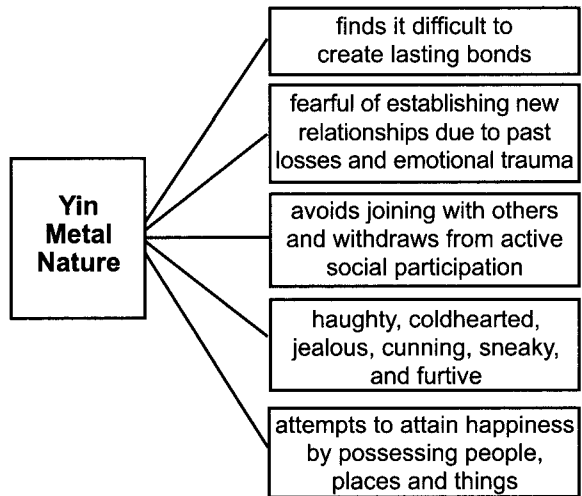 Yin
Metal
Nature
finds it difficult to
create lasting bonds
fearful of establishing new
relationships due to past
losses and emotional trauma
avoids joining with others
and withdraws from active
social participation
haughty, coldhearted,
jealous, cunning, sneaky,
and furtive
attempts to attain happiness
by possessing people,
places and things